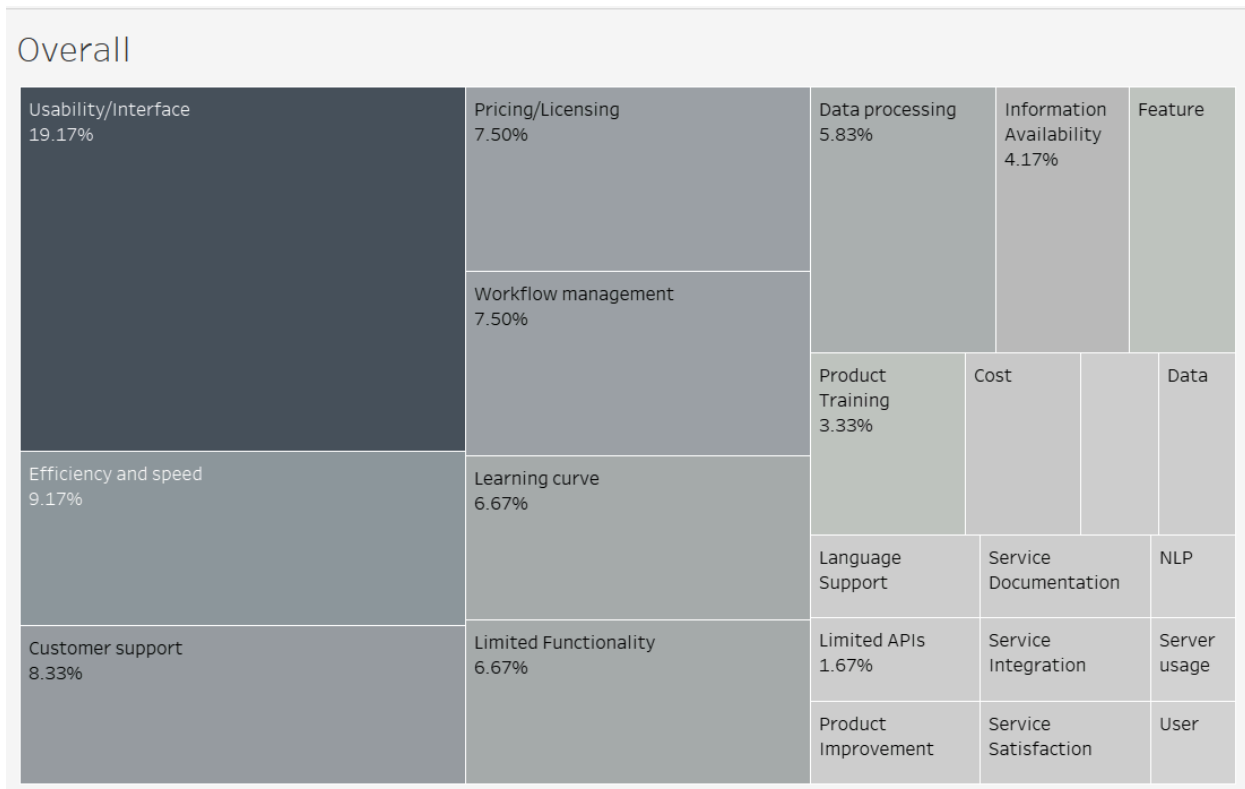 Overall
Usability/Interface
19.17%
Efficiency and speed
9.17%
Customer support
8.33%
Pricing/Licensing
7.50%
Workflow management
7.50%
Learning curve
6.67%
Limited Functionality
6.67%
Data processing
5.83%
Information
Availability
4.17%
Feature
Product
Training
3.33%
Cost
Data
Language
Support
Service
Documentation
NLP
Limited APIs
1.67%
Service
Integration
Server
usage
Product
Improvement
Service
Satisfaction
User